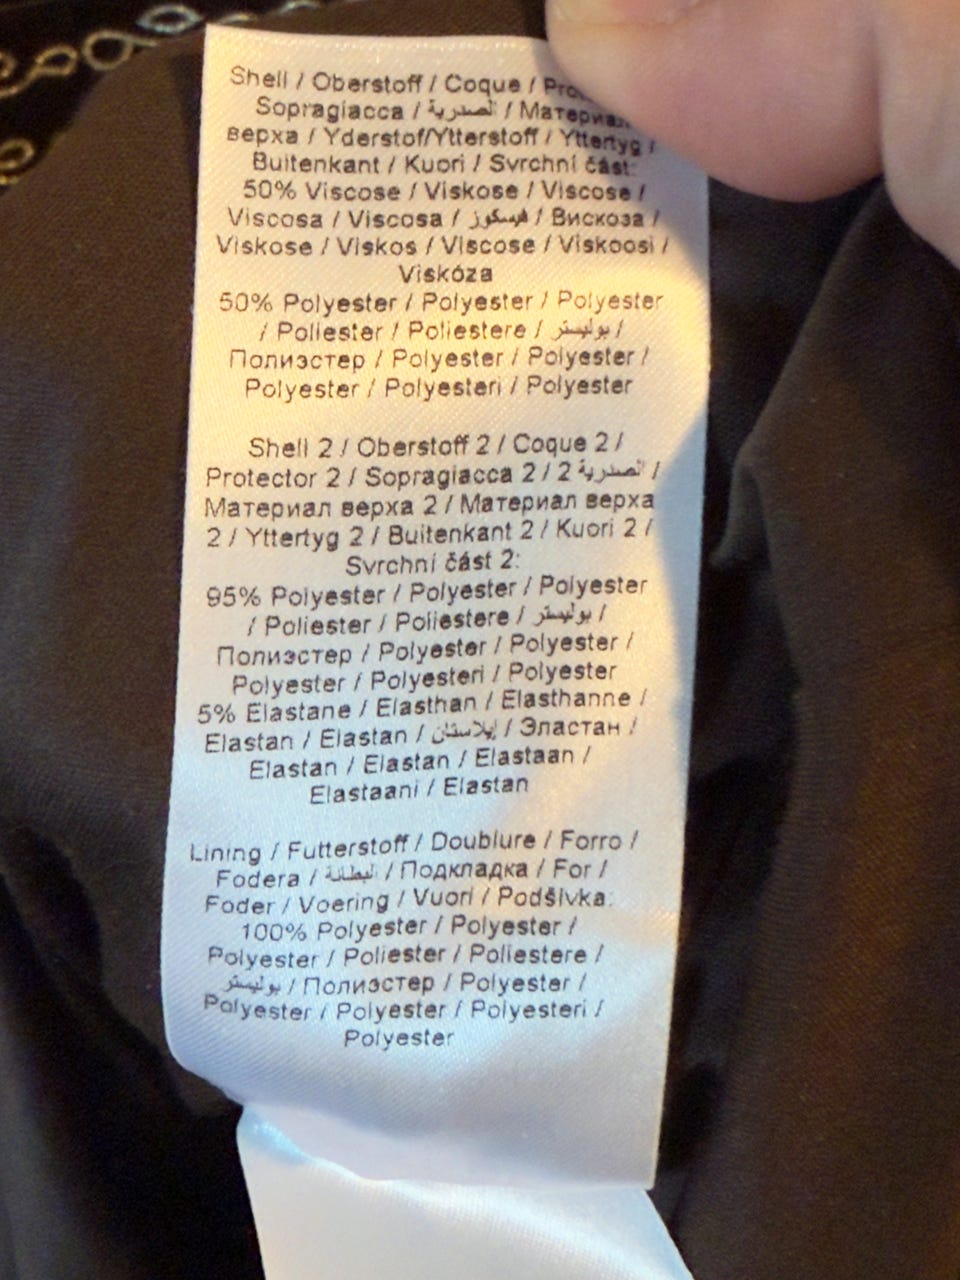 Shell / Oberstoff / Coque /
Sopragiacca / الصدرية / Материал
верха / Yderstof/Ytterstoff / Yttertyg /
Buitenkant / Kuori / Svrchní část:
50% Viscose / Viskose / Viscose /
Viscosa / Viscosa / فيسكوز / Вискоза /
Viskose / Viskos / Viscose / Viskoosi /
Viskóza
50% Polyester / Polyester / Polyester
/ Poliester / Poliestere / بوليستر /
Полиэстер / Polyester / Polyester /
Polyester / Polyesteri / Polyester
Shell 2 / Oberstoff 2 / Coque 2 /
Protector 2 / Sopragiacca 2 / 2 الصدرية /
Материал верха 2 / Материал верха
2 / Yttertyg 2 / Buitenkant 2 / Kuori 2 /
Svrchní část 2:
95% Polyester / Polyester / Polyester
/ Poliester / Poliestere / بوليستر /
Полиэстер / Polyester / Polyester /
Polyester / Polyesteri / Polyester
5% Elastane / Elasthan / Elasthanne /
Elastan / Elastan / إيلاستان / Эластан /
Elastan / Elastan / Elastaan /
Elastaani / Elastan
Lining / Futterstoff / Doublure / Forro /
Fodera / البطانة / Подкладка / For /
Foder / Voering / Vuori / Podšívka:
100% Polyester / Polyester /
Polyester / Poliester / Poliestere /
بوليستر / Полиэстер / Polyester /
Polyester / Polyester / Polyesteri /
Polyester